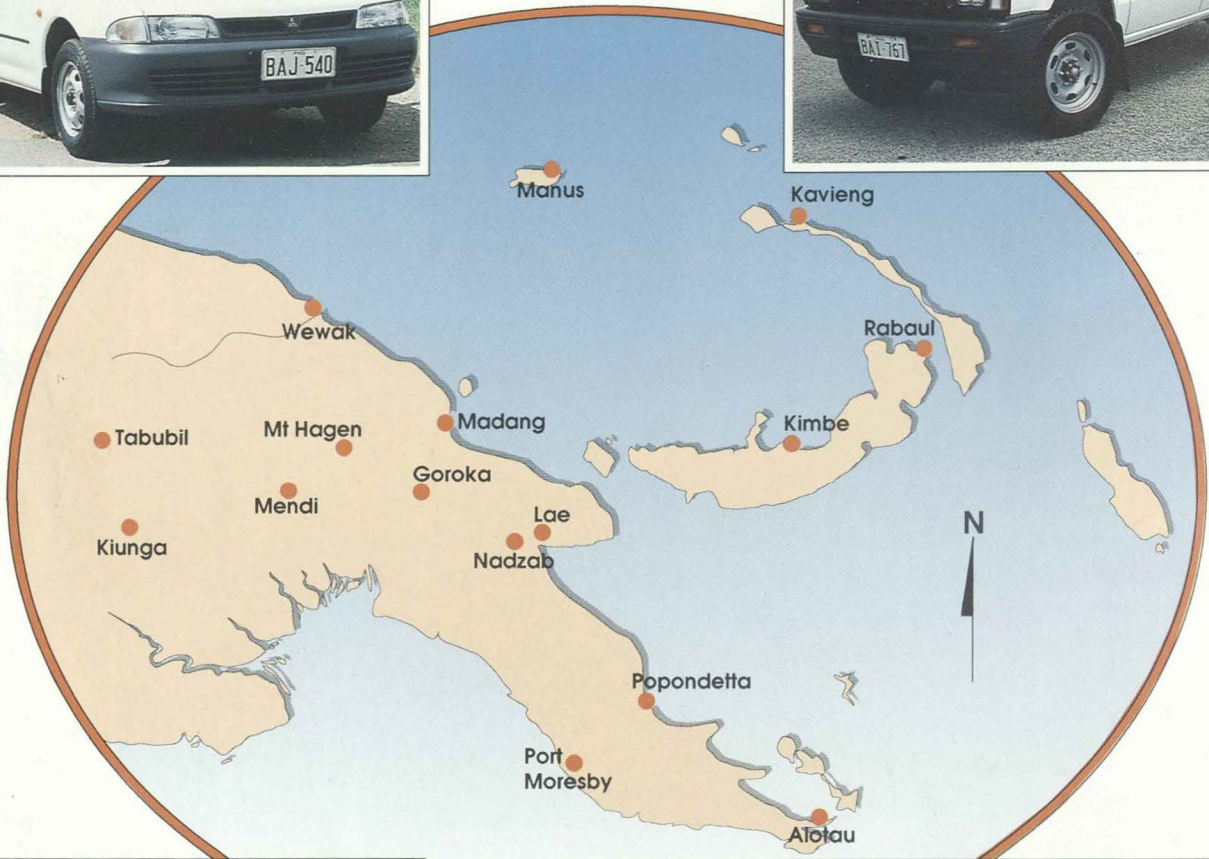 BAJ·540
BAI·767
Manus
Kavieng
Wewak
Rabaul
Madang
Tabubil
Mt Hagen
Kimbe
Goroka
Mendi
Lae
N
Kiunga
Nadzab
Popondetta
Port
Moresby
Alotau